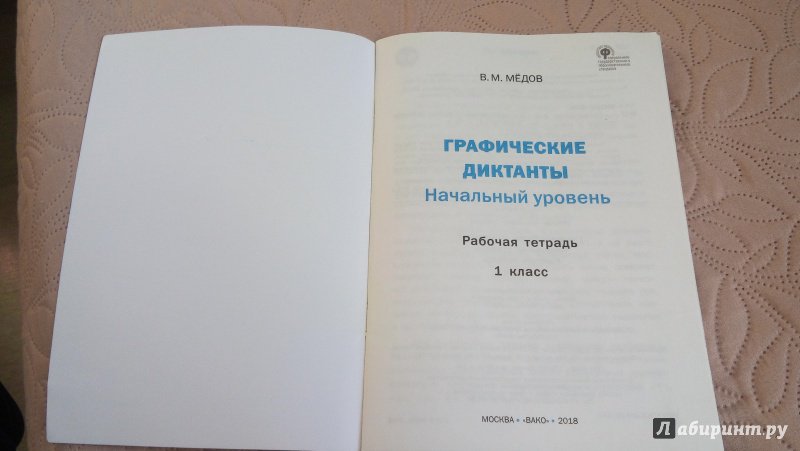 В. М. МЁДОВ
ГРАФИЧЕСКИЕ
ДИКТАНТЫ
Начальный уровень
Рабочая тетрадь
1 класс
МОСКВА • «ВАКО» • 2018
Лабиринт.ру